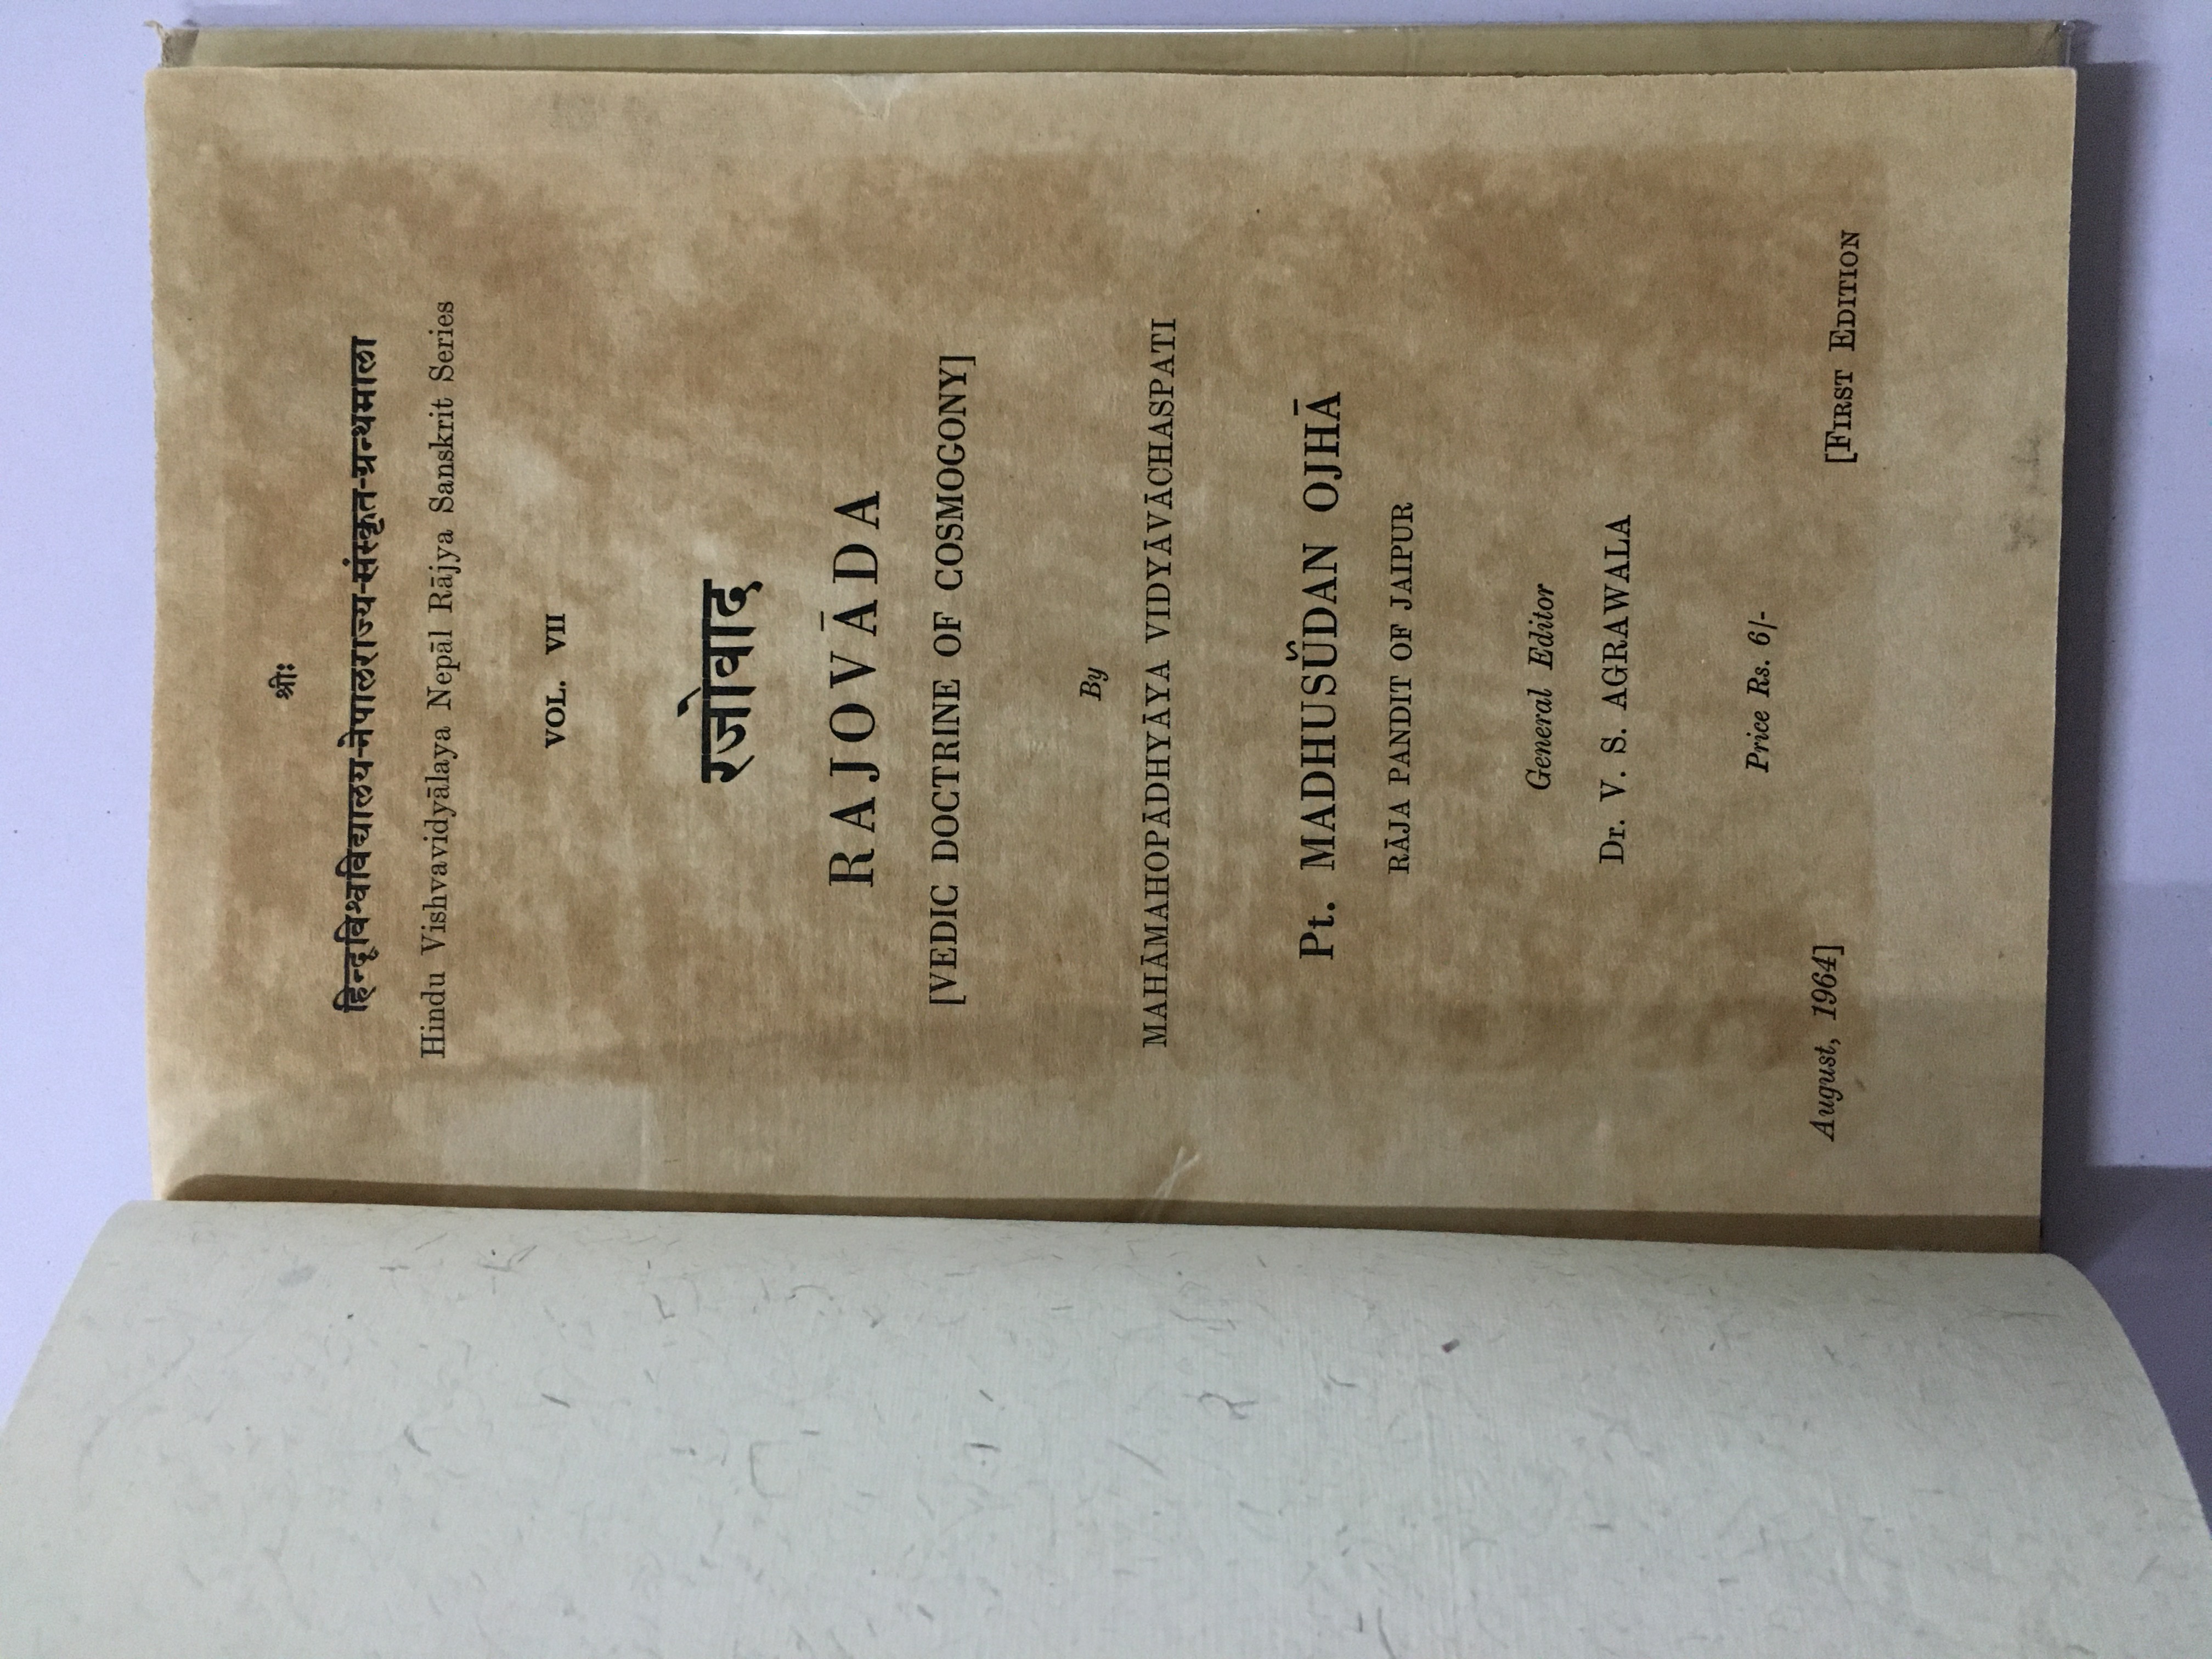 श्रीः
हिन्दूविश्वविद्यालय-नेपालराज्य-संस्कृत-ग्रन्थमाला
Hindu Vishvavidyālaya Nepāl Rājya Sanskrit Series
VOL. VII
रजोवाद
RAJOVĀDA
[VEDIC DOCTRINE OF COSMOGONY]
By
MAHĀMAHOPĀDHYĀYA VIDYĀVĀCHASPATI
Pt. MADHUSŬDAN OJHĀ
RĀJA PANDIT OF JAIPUR
General Editor
Dr. V. S. AGRAWALA
Price Rs. 6/-
August, 1964] [FIRST EDITION